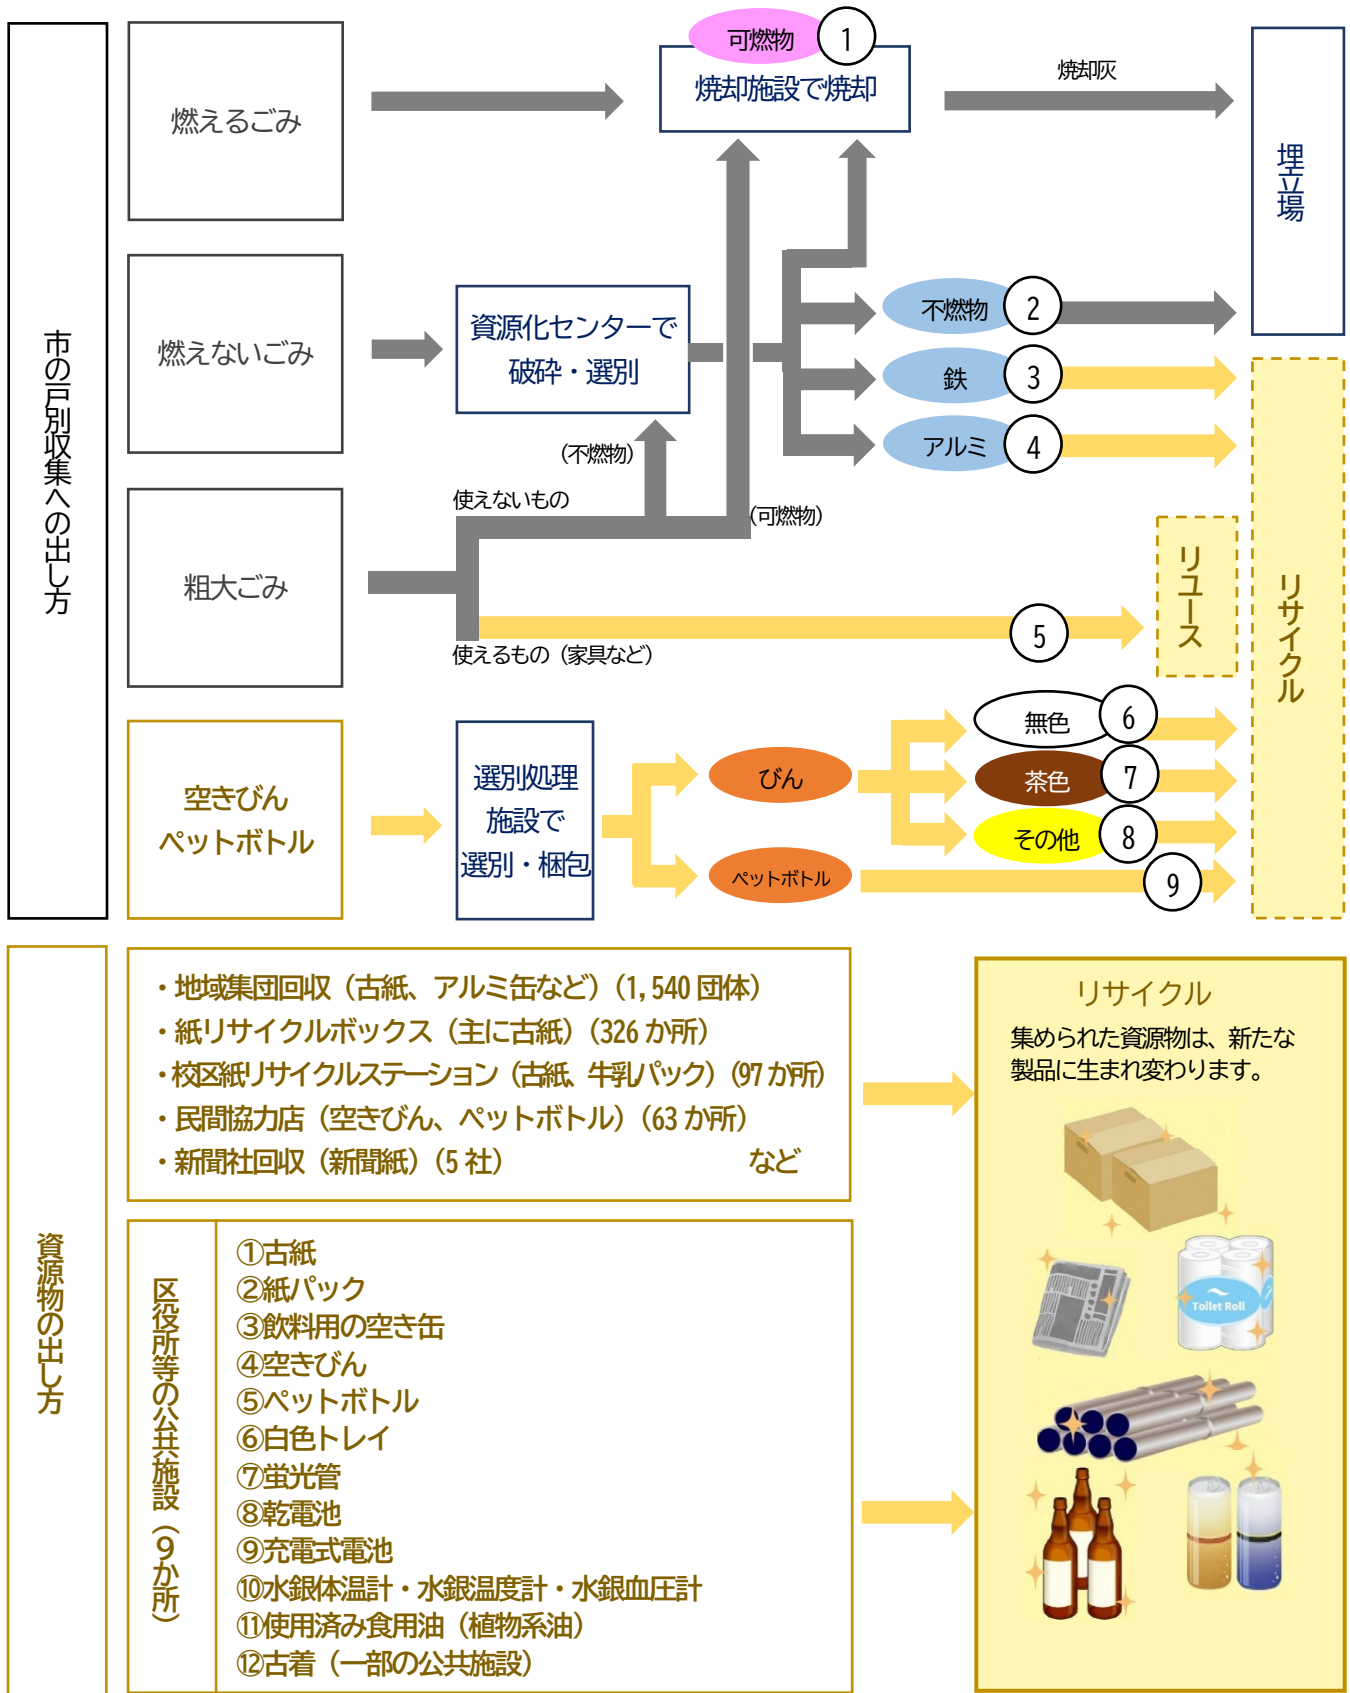 市の戸別収集への出し方
燃えるごみ
可燃物 1
焼却施設で焼却
焼却灰
埋立場
燃えないごみ
資源化センターで
破砕・選別
不燃物 2
鉄 3
アルミ 4
(不燃物)
使えないもの
(可燃物)
粗大ごみ
使えるもの（家具など）
5
リユース
リサイクル
空きびん
ペットボトル
選別処理
施設で
選別・梱包
びん
無色 6
茶色 7
その他 8
ペットボトル
9
資源物の出し方
・地域集団回収（古紙、アルミ缶など）（1,540 団体）
・紙リサイクルボックス（主に古紙）（326 か所）
・校区紙リサイクルステーション（古紙、牛乳パック）（97 か所）
・民間協力店（空きびん、ペットボトル）（63 か所）
・新聞社回収（新聞紙）（5 社） など
区役所等の公共施設（９か所）
①古紙
②紙パック
③飲料用の空き缶
④空きびん
⑤ペットボトル
⑥白色トレイ
⑦蛍光管
⑧乾電池
⑨充電式電池
⑩水銀体温計・水銀温度計・水銀血圧計
⑪使用済み食用油（植物系油）
⑫古着（一部の公共施設）
リサイクル
集められた資源物は、新たな
製品に生まれ変わります。
Toilet Roll